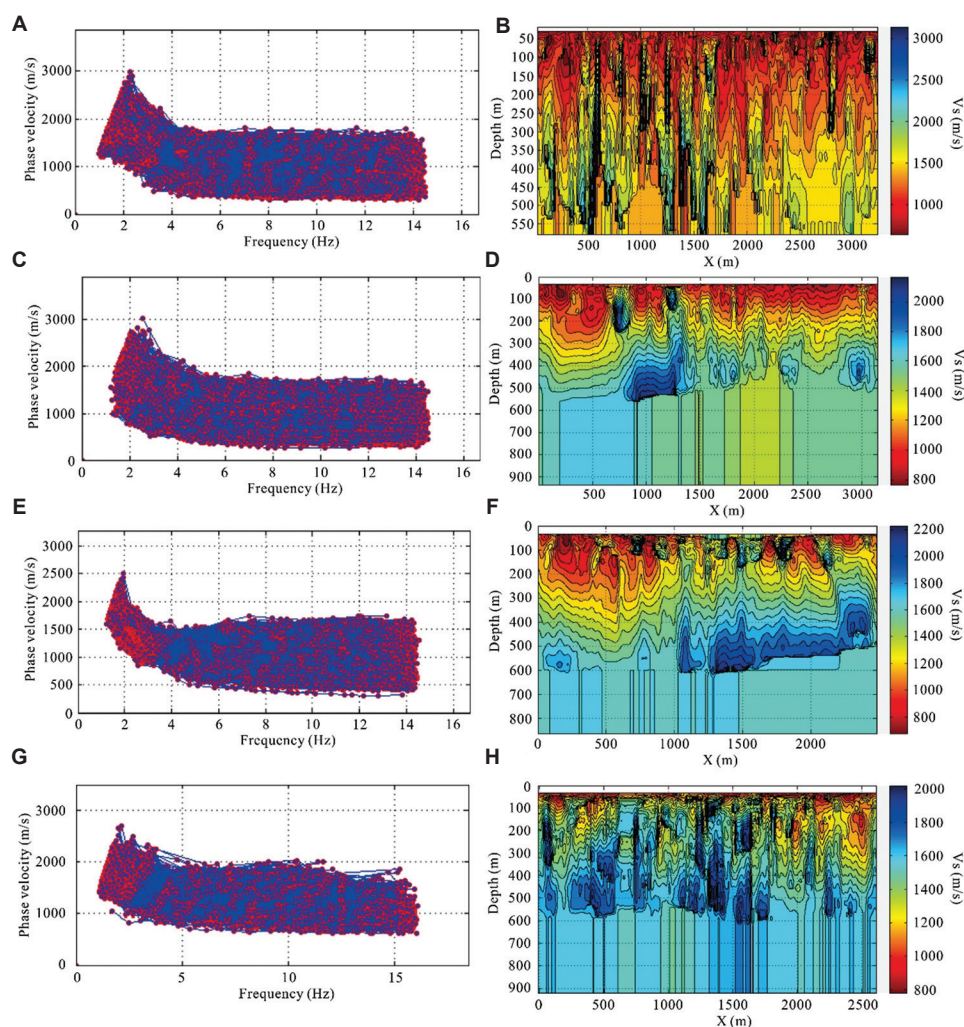 A
Phase velocity (m/s)
3000
2000
1000
0
0 2 4 6 8 10 12 14 16
Frequency (Hz)
B
Depth (m)
50
100
150
200
250
300
350
400
450
500
550
500 1000 1500 2000 2500 3000
X (m)
3000
2500
2000
1500
1000
Vs (m/s)
C
Phase velocity (m/s)
3000
2000
1000
0
0 2 4 6 8 10 12 14 16
Frequency (Hz)
D
Depth (m)
0
100
200
300
400
500
600
700
800
900
500 1000 1500 2000 2500 3000
X (m)
2000
1800
1600
1400
1200
1000
800
Vs (m/s)
E
Phase velocity (m/s)
3000
2500
2000
1500
1000
500
0
0 2 4 6 8 10 12 14 16
Frequency (Hz)
F
Depth (m)
0
100
200
300
400
500
600
700
800
0 500 1000 1500 2000
X (m)
2200
2000
1800
1600
1400
1200
1000
800
Vs (m/s)
G
Phase velocity (m/s)
3000
2000
1000
0
0 5 10 15
Frequency (Hz)
H
Depth (m)
0
100
200
300
400
500
600
700
800
900
0 500 1000 1500 2000 2500
X (m)
2000
1800
1600
1400
1200
1000
800
Vs (m/s)